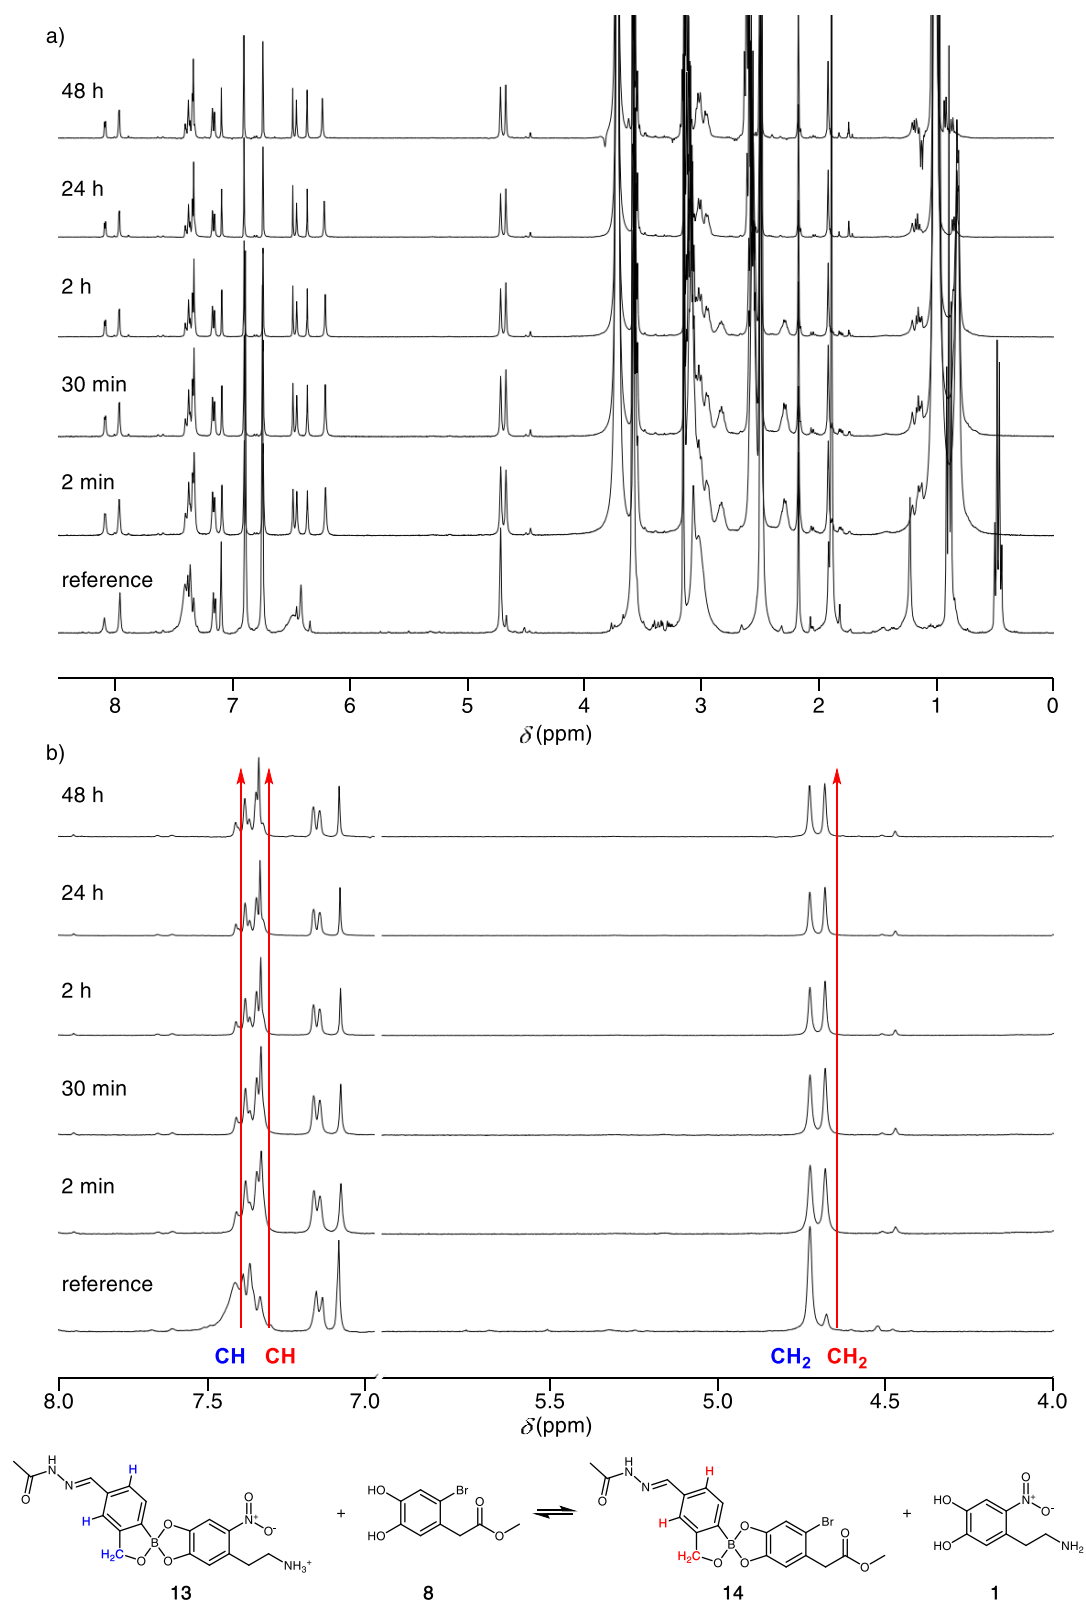 a)
48 h
24 h
2 h
30 min
2 min
reference
8 7 6 5 4 3 2 1 0
δ (ppm)
b)
48 h
24 h
2 h
30 min
2 min
reference
CH CH CH2 CH2
8.0 7.5 7.0 5.5 5.0 4.5 4.0
δ (ppm)
H
N
N
O
H
H
H2C
O
B
O
O
N+
O
O-
NH3+
+
HO
HO
Br
O
O
H
N
N
O
H
H
H2C
O
B
O
O
Br
O
O
+
HO
HO
O
N+
O-
NH2
13 8 14 1